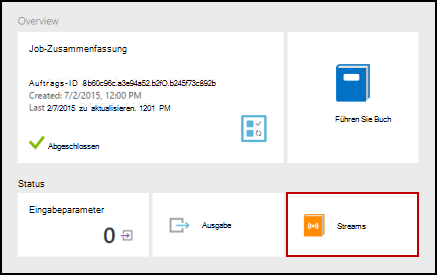 Overview
Job-Zusammenfassung
Auftrags-ID 8b60c96c.a3e94a52.b2f0.b245f73c892b
Created: 7/2/2015, 12:00 PM
Last 2/7/2015 zu aktualisieren. 1201 PM
Abgeschlossen
Führen Sie Buch
Status
Eingabeparameter
0
Ausgabe
Streams